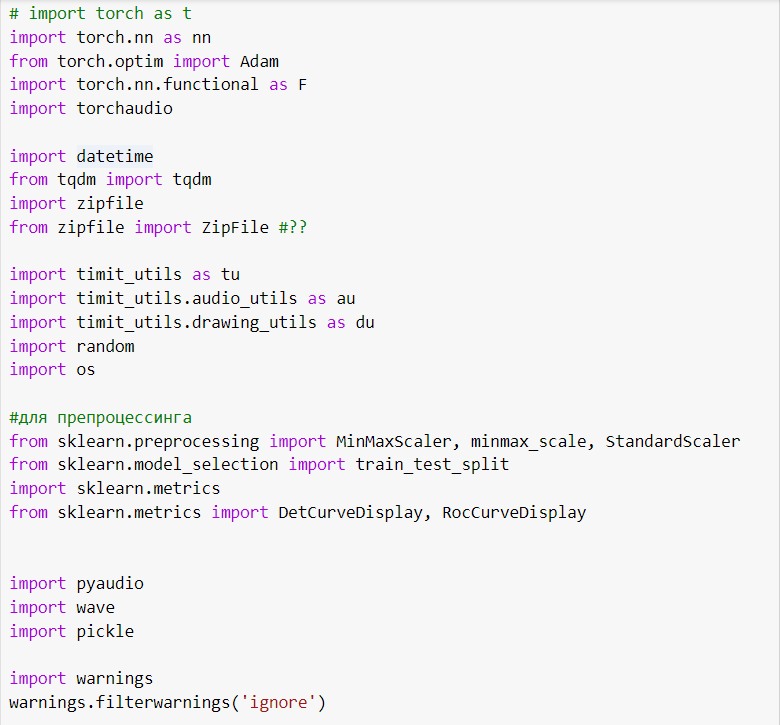 # import torch as t
import torch.nn as nn
from torch.optim import Adam
import torch.nn.functional as F
import torchaudio
import datetime
from tqdm import tqdm
import zipfile
from zipfile import ZipFile #??
import timit_utils as tu
import timit_utils.audio_utils as au
import timit_utils.drawing_utils as du
import random
import os
#для препроцессинга
from sklearn.preprocessing import MinMaxScaler, minmax_scale, StandardScaler
from sklearn.model_selection import train_test_split
import sklearn.metrics
from sklearn.metrics import DetCurveDisplay, RocCurveDisplay
import pyaudio
import wave
import pickle
import warnings
warnings.filterwarnings('ignore')